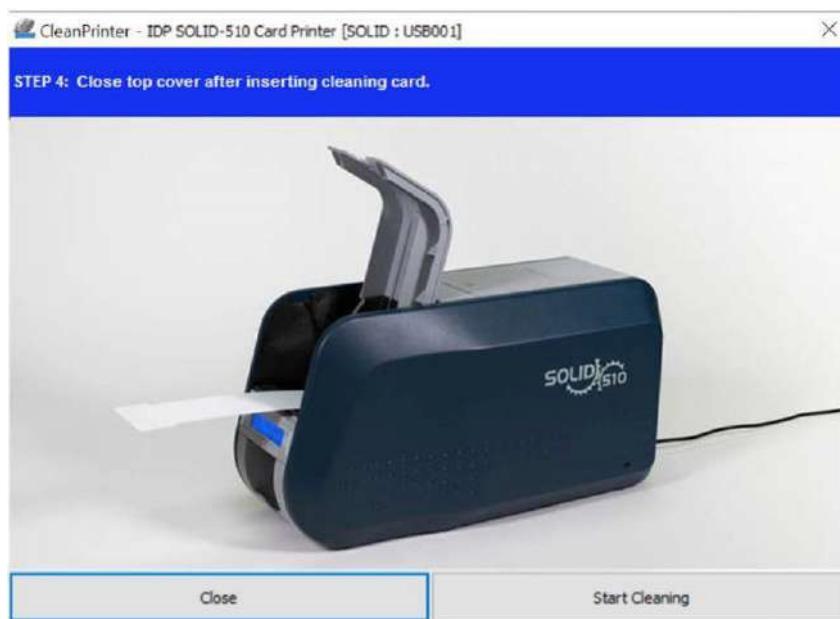 CleanPrinter - IDP SOLID-510 Card Printer [SOLID : USB001]
STEP 4: Close top cover after inserting cleaning card.
SOLID 510
Close
Start Cleaning